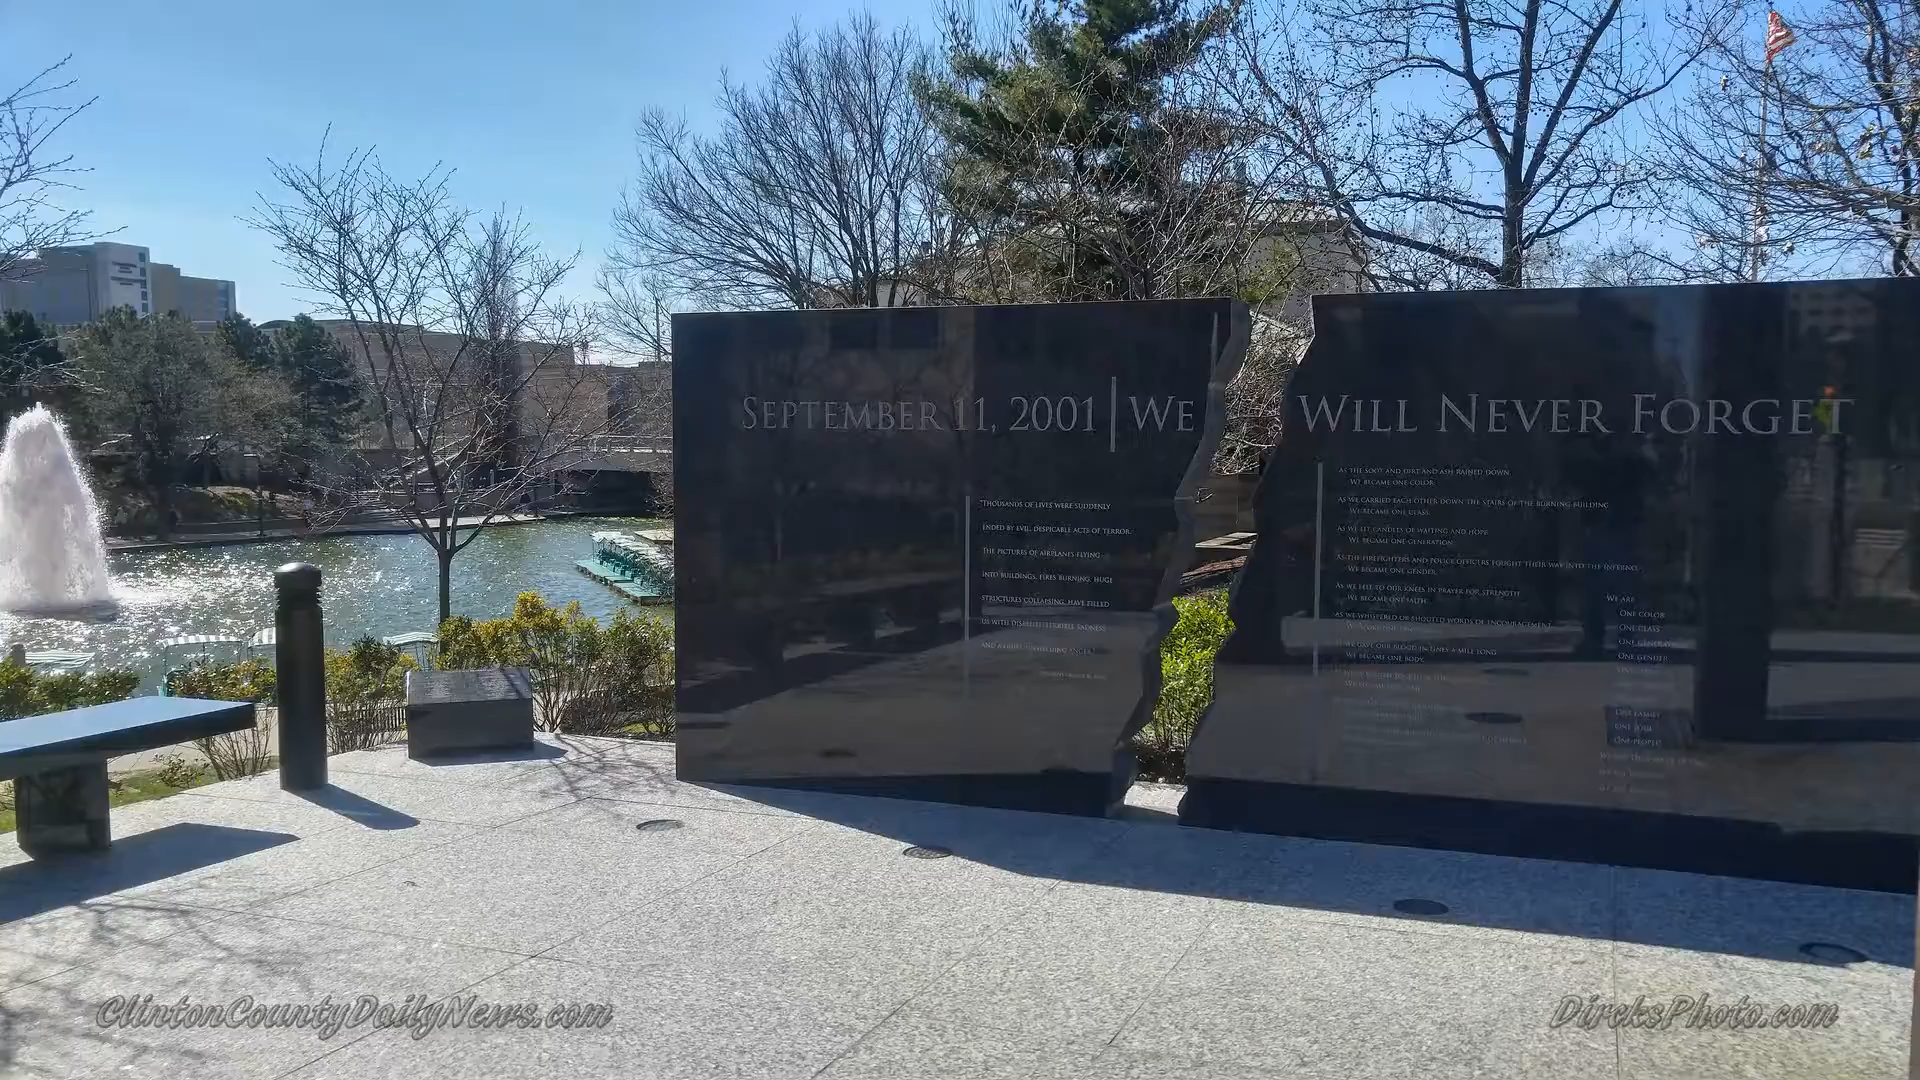 SEPTEMBER 11, 2001 | WE WILL NEVER FORGET
"THOUSANDS OF LIVES WERE SUDDENLY
ENDED BY EVIL, DESPICABLE ACTS OF TERROR.
THE PICTURES OF AIRPLANES FLYING
INTO BUILDINGS, FIRES BURNING, HUGE
STRUCTURES COLLAPSING, HAVE FILLED
US WITH DISBELIEF, TERRIBLE SADNESS
AND A QUIET, UNYIELDING ANGER."
AS THE SOOT AND DIRT AND ASH RAINED DOWN,
WE BECAME ONE COLOR.
AS WE CARRIED EACH OTHER DOWN THE STAIRS OF THE BURNING BUILDING
WE BECAME ONE CLASS.
AS WE LIT CANDLES OF WAITING AND HOPE
WE BECAME ONE GENERATION.
AS THE FIREFIGHTERS AND POLICE OFFICERS FOUGHT THEIR WAY INTO THE INFERNO
WE BECAME ONE GENDER.
AS WE FELL TO OUR KNEES IN PRAYER FOR STRENGTH
WE BECAME ONE FAITH.
AS WE WHISPERED OR SHOUTED WORDS OF ENCOURAGEMENT
AS WE GAVE OUR BLOOD IN LINES A MILE LONG
WE BECAME ONE BODY.
WE ARE
ONE COLOR
ONE CLASS
ONE GENERATION
ONE GENDER
ONE FAMILY
ONE SOUL
ONE PEOPLE
ClintonCountyDailyNews.com
DircksPhoto.com